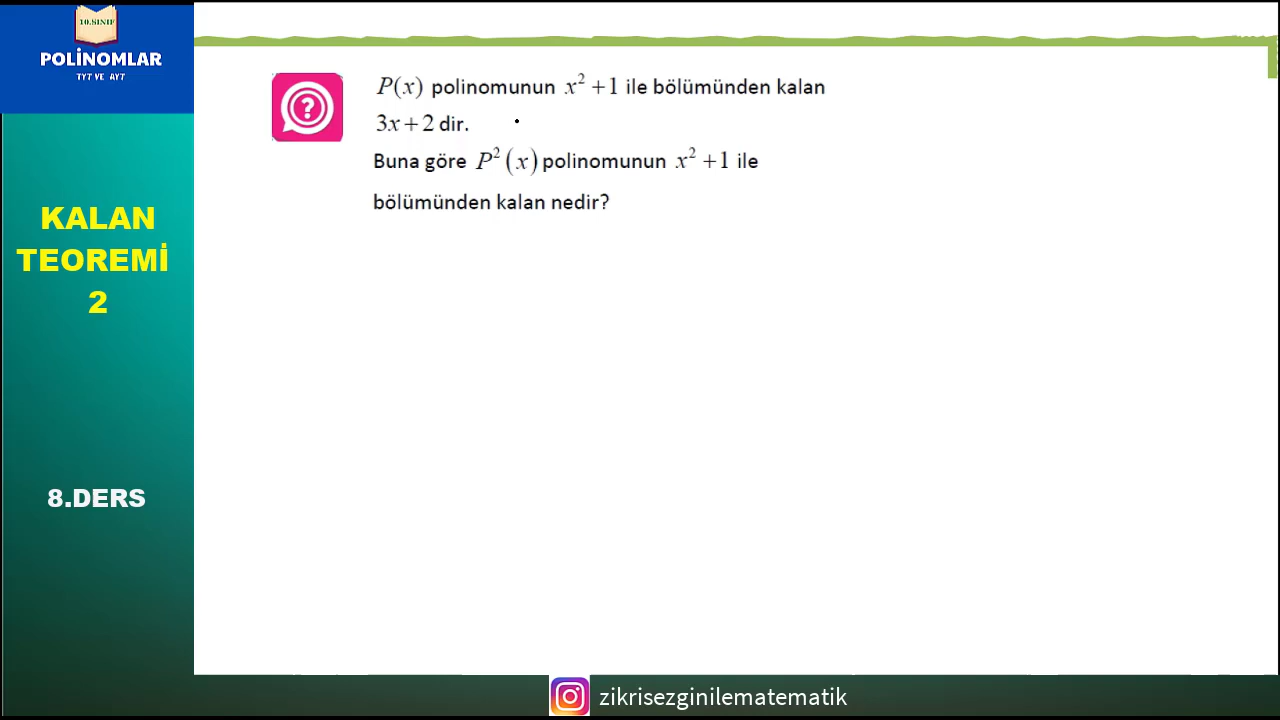 10.SINIF
POLİNOMLAR
TYT VE AYT
KALAN
TEOREMİ
2
8.DERS
P(x) polinomunun x² + 1 ile bölümünden kalan
3x + 2 dir.
Buna göre P² (x) polinomunun x² + 1 ile
bölümünden kalan nedir?
zikrisezginilematematik